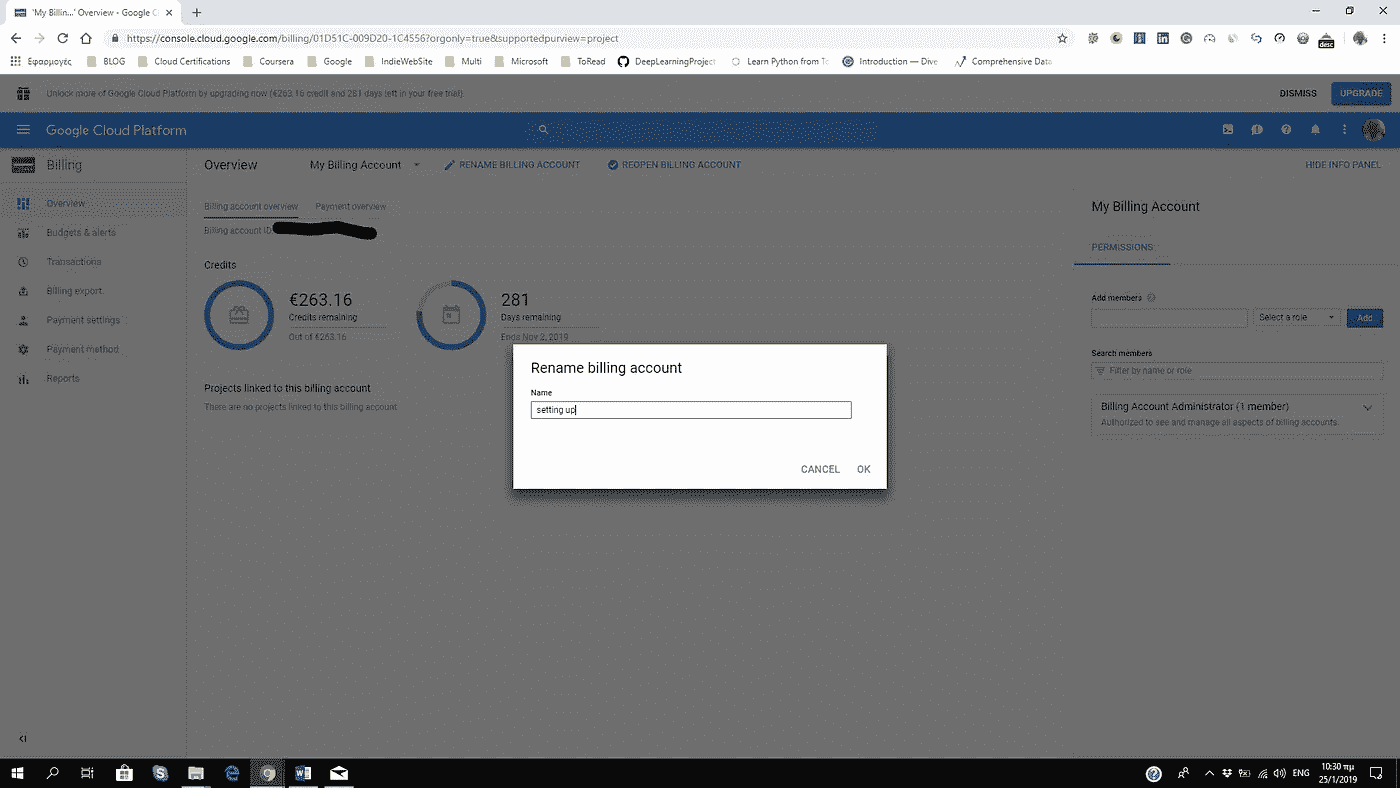 'My Billin...' Overview - Google C
https://console.cloud.google.com/billing/01D51C-009D20-1C4556?orgonly=true&supportedpurview=project
Εφαρμογές BLOG Cloud Certifications Coursera Google IndieWebSite Multi Microsoft ToRead DeepLearningProject Learn Python from To Introduction — Dive Comprehensive Data
desc
Unlock more of Google Cloud Platform by upgrading now (€263.16 credit and 281 days left in your free trial).
DISMISS UPGRADE
Google Cloud Platform
Billing Overview My Billing Account RENAME BILLING ACCOUNT REOPEN BILLING ACCOUNT HIDE INFO PANEL
Overview
Budgets & alerts
Transactions
Billing export
Payment settings
Payment method
Reports
Billing account overview Payment overview
Billing account ID:
Credits
€263.16
Credits remaining
Out of €263.16
281
Days remaining
Ends Nov 2, 2019
Projects linked to this billing account
There are no projects linked to this billing account
Rename billing account
Name
setting up
CANCEL OK
My Billing Account
PERMISSIONS
Add members
Select a role Add
Search members
Filter by name or role
Billing Account Administrator (1 member)
Authorized to see and manage all aspects of billing accounts.
ENG
10:30 πμ
25/1/2019